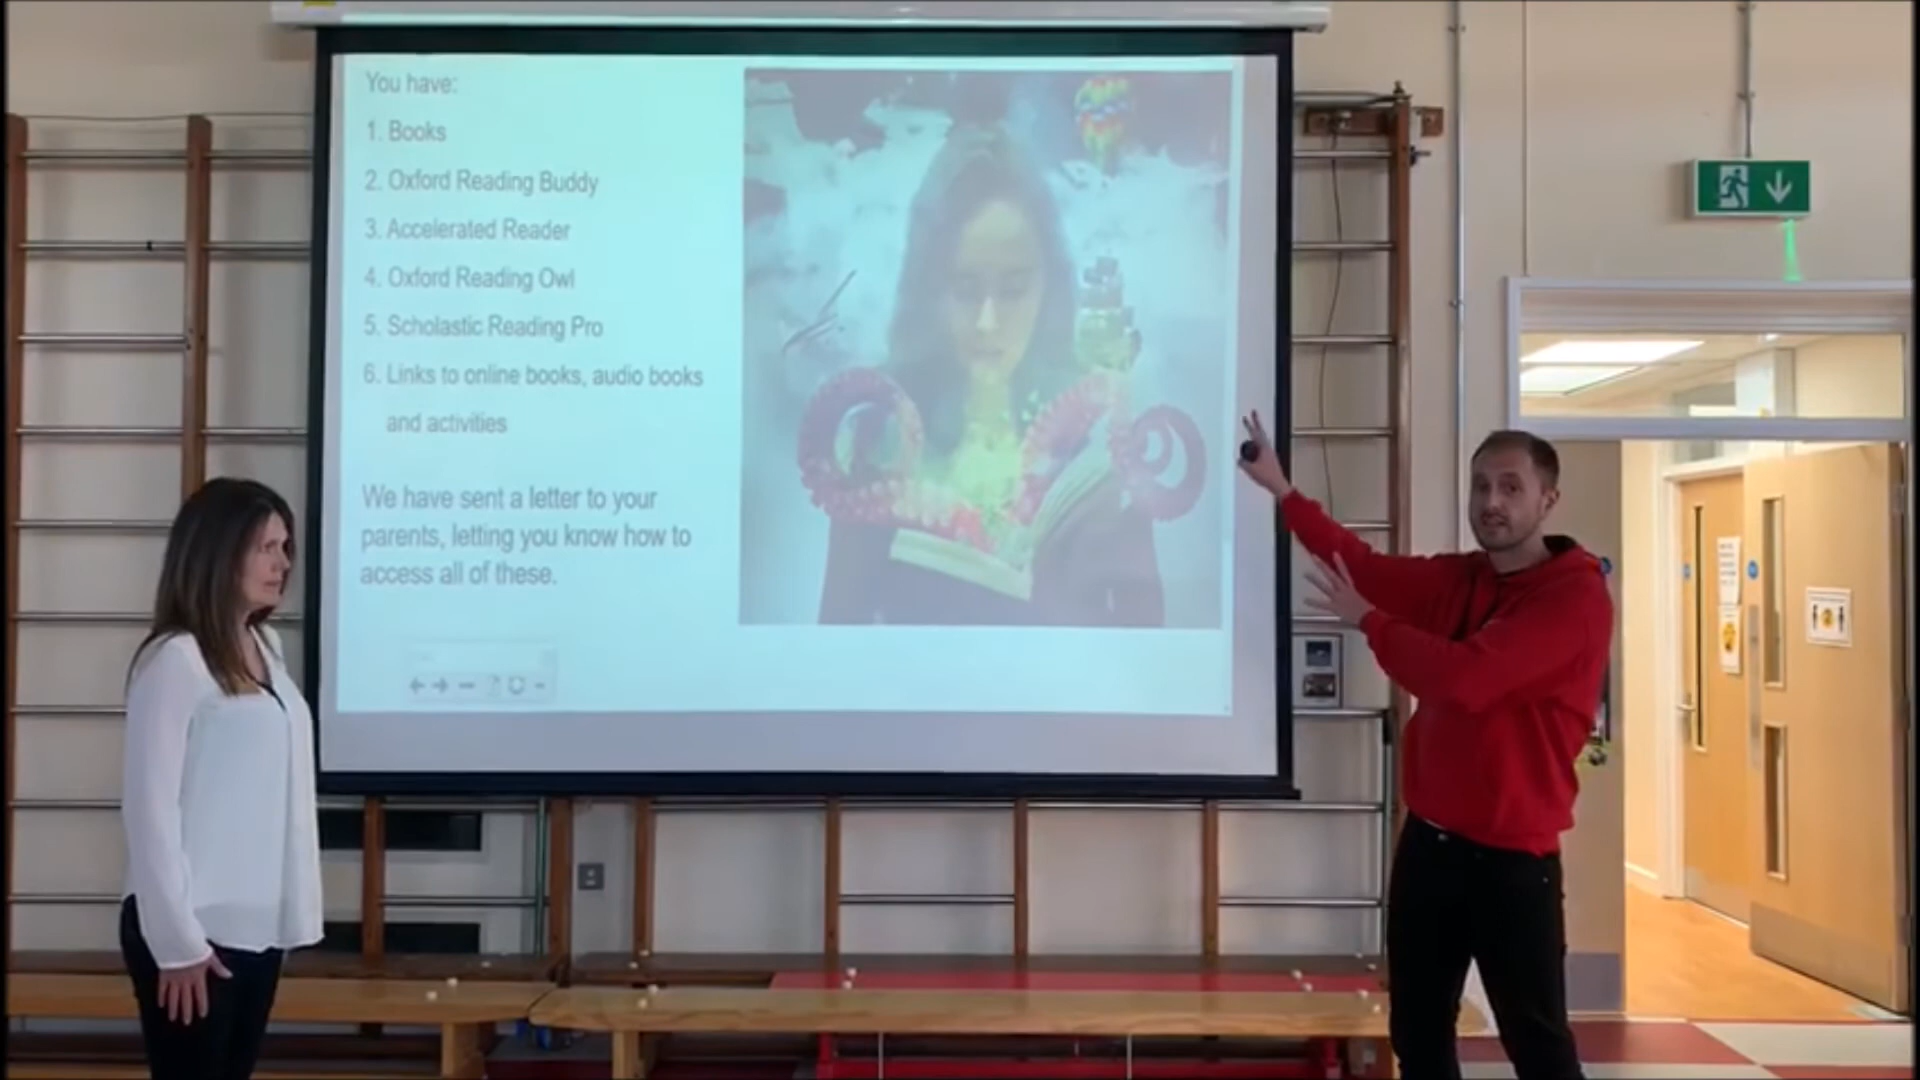 You have:
1. Books
2. Oxford Reading Buddy
3. Accelerated Reader
4. Oxford Reading Owl
5. Scholastic Reading Pro
6. Links to online books, audio books
and activities
We have sent a letter to your
parents, letting you know how to
access all of these.